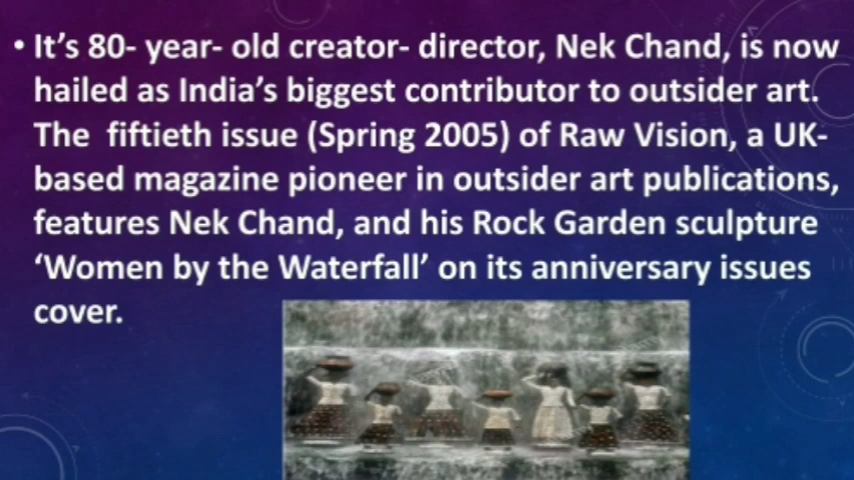 • It’s 80- year- old creator- director, Nek Chand, is now
hailed as India’s biggest contributor to outsider art.
The fiftieth issue (Spring 2005) of Raw Vision, a UK-
based magazine pioneer in outsider art publications,
features Nek Chand, and his Rock Garden sculpture
‘Women by the Waterfall’ on its anniversary issues
cover.